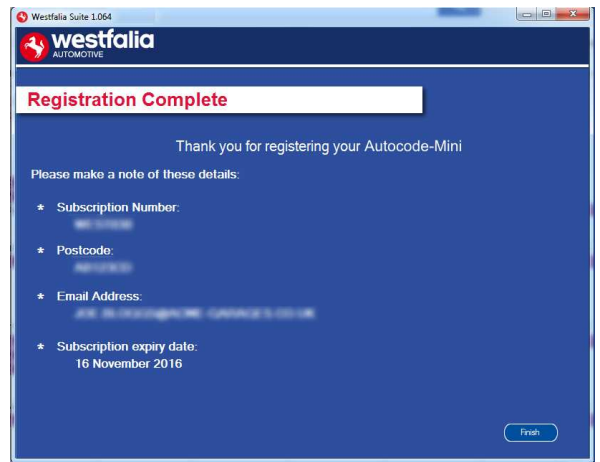 Westfalia Suite 1.064
westfalia
AUTOMOTIVE
Registration Complete
Thank you for registering your Autocode-Mini
Please make a note of these details:
* Subscription Number:
* Postcode:
* Email Address:
* Subscription expiry date:
16 November 2016
Finish